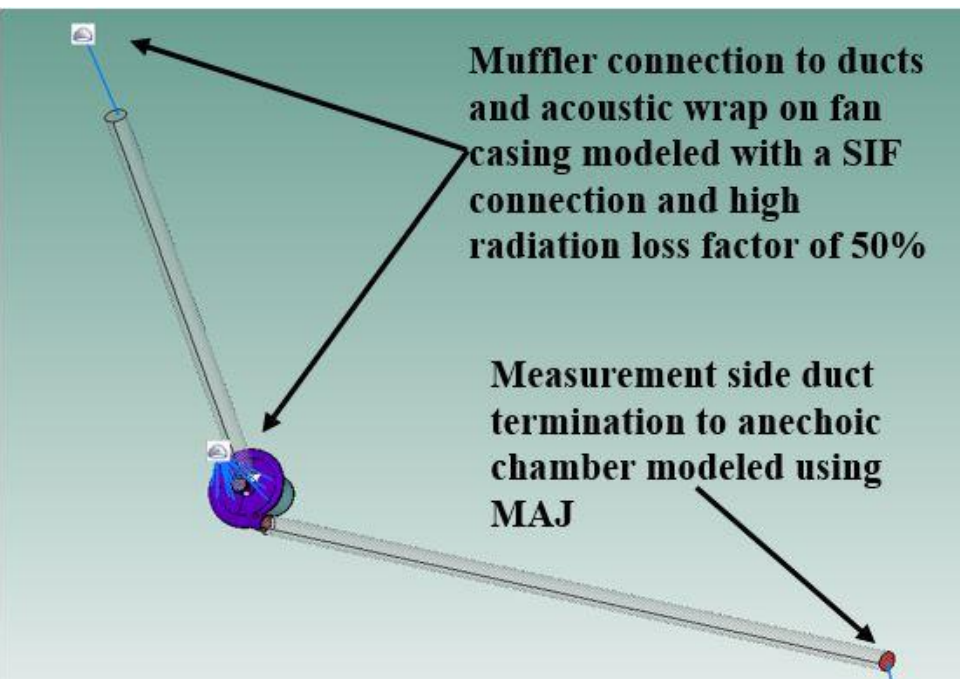 Muffler connection to ducts
and acoustic wrap on fan
casing modeled with a SIF
connection and high
radiation loss factor of 50%
Measurement side duct
termination to anechoic
chamber modeled using
MAJ